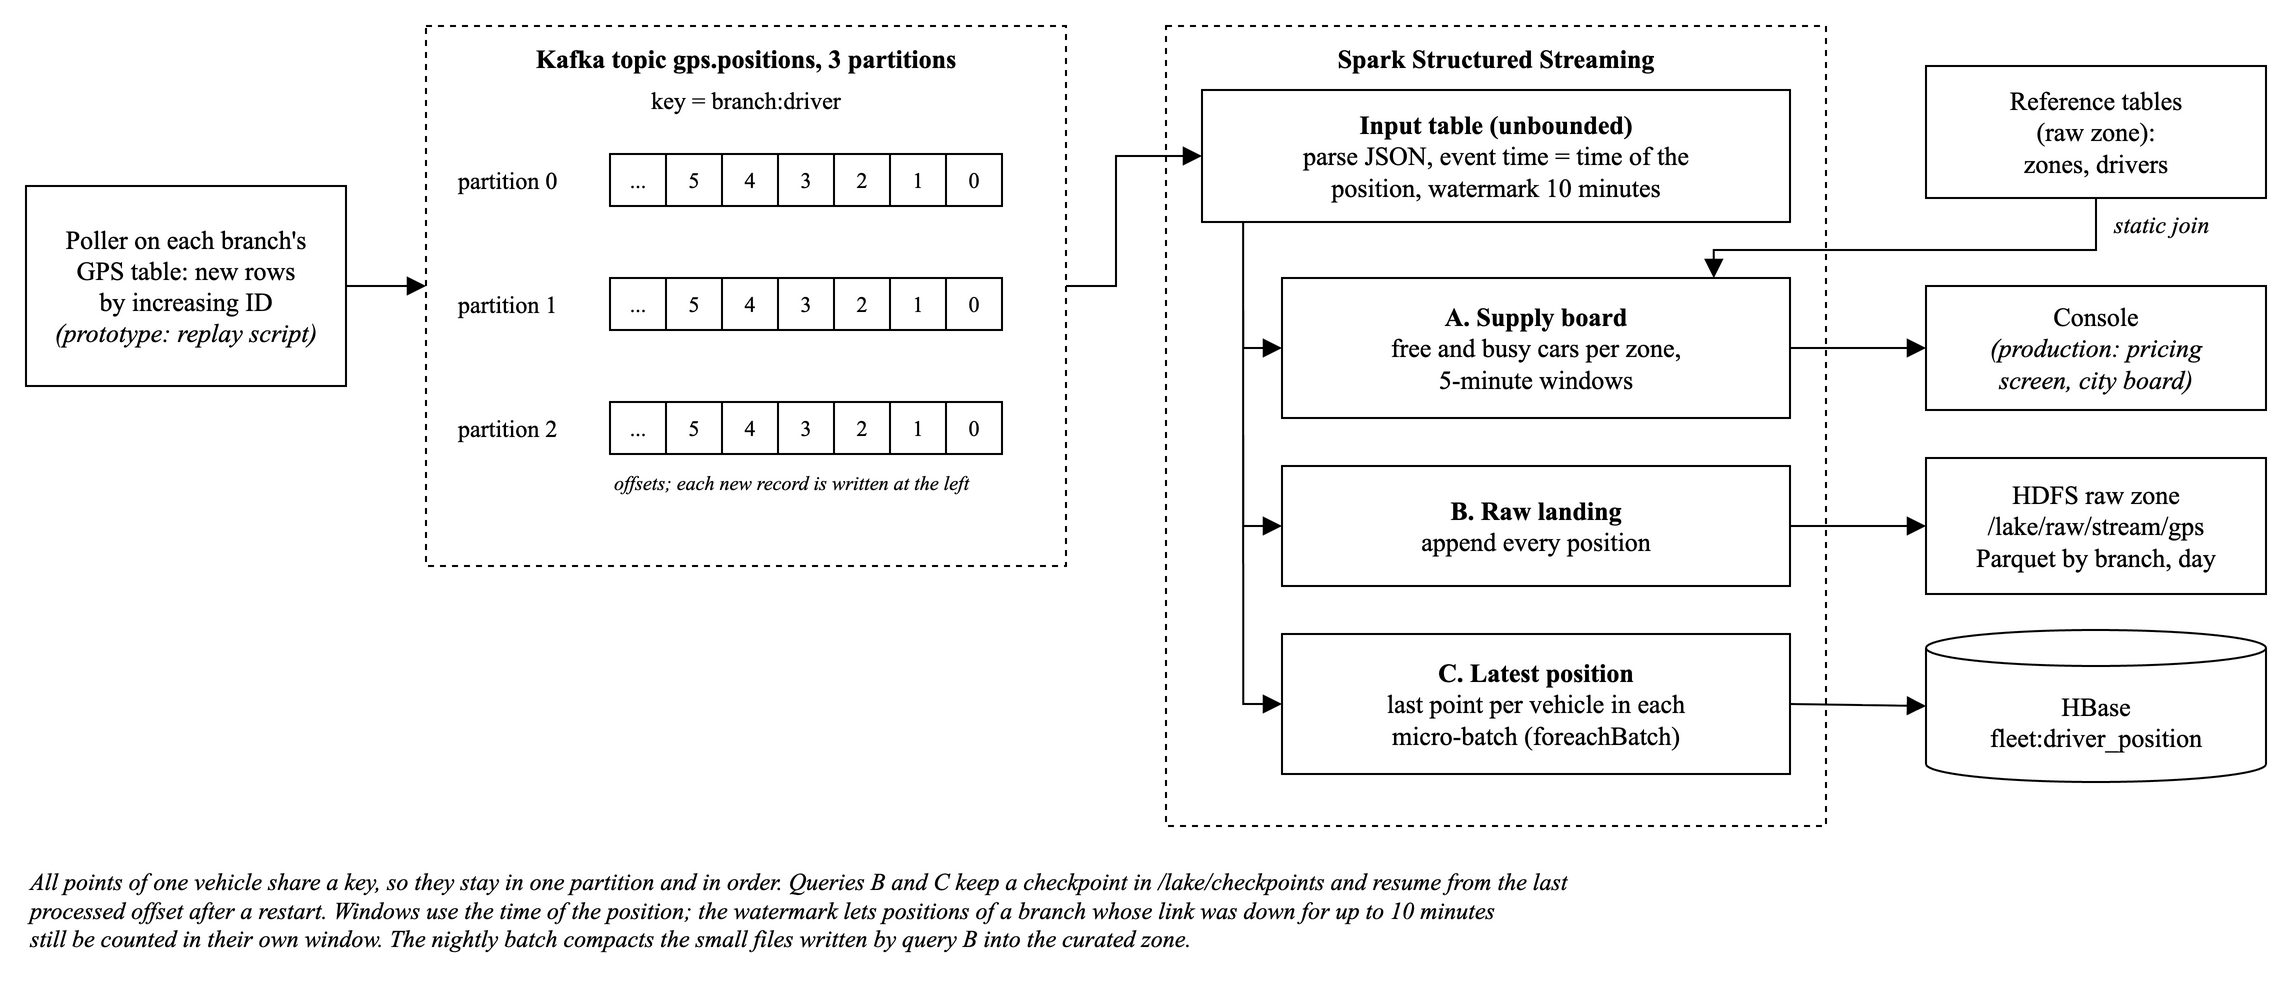 Kafka topic gps.positions, 3 partitions
key = branch:driver
Poller on each branch's
GPS table: new rows
by increasing ID
(prototype: replay script)
partition 0
... 5 4 3 2 1 0
partition 1
... 5 4 3 2 1 0
partition 2
... 5 4 3 2 1 0
offsets; each new record is written at the left
Spark Structured Streaming
Input table (unbounded)
parse JSON, event time = time of the
position, watermark 10 minutes
Reference tables
(raw zone):
zones, drivers
static join
A. Supply board
free and busy cars per zone,
5-minute windows
Console
(production: pricing
screen, city board)
B. Raw landing
append every position
HDFS raw zone
/lake/raw/stream/gps
Parquet by branch, day
C. Latest position
last point per vehicle in each
micro-batch (foreachBatch)
HBase
fleet:driver_position
All points of one vehicle share a key, so they stay in one partition and in order. Queries B and C keep a checkpoint in /lake/checkpoints and resume from the last
processed offset after a restart. Windows use the time of the position; the watermark lets positions of a branch whose link was down for up to 10 minutes
still be counted in their own window. The nightly batch compacts the small files written by query B into the curated zone.